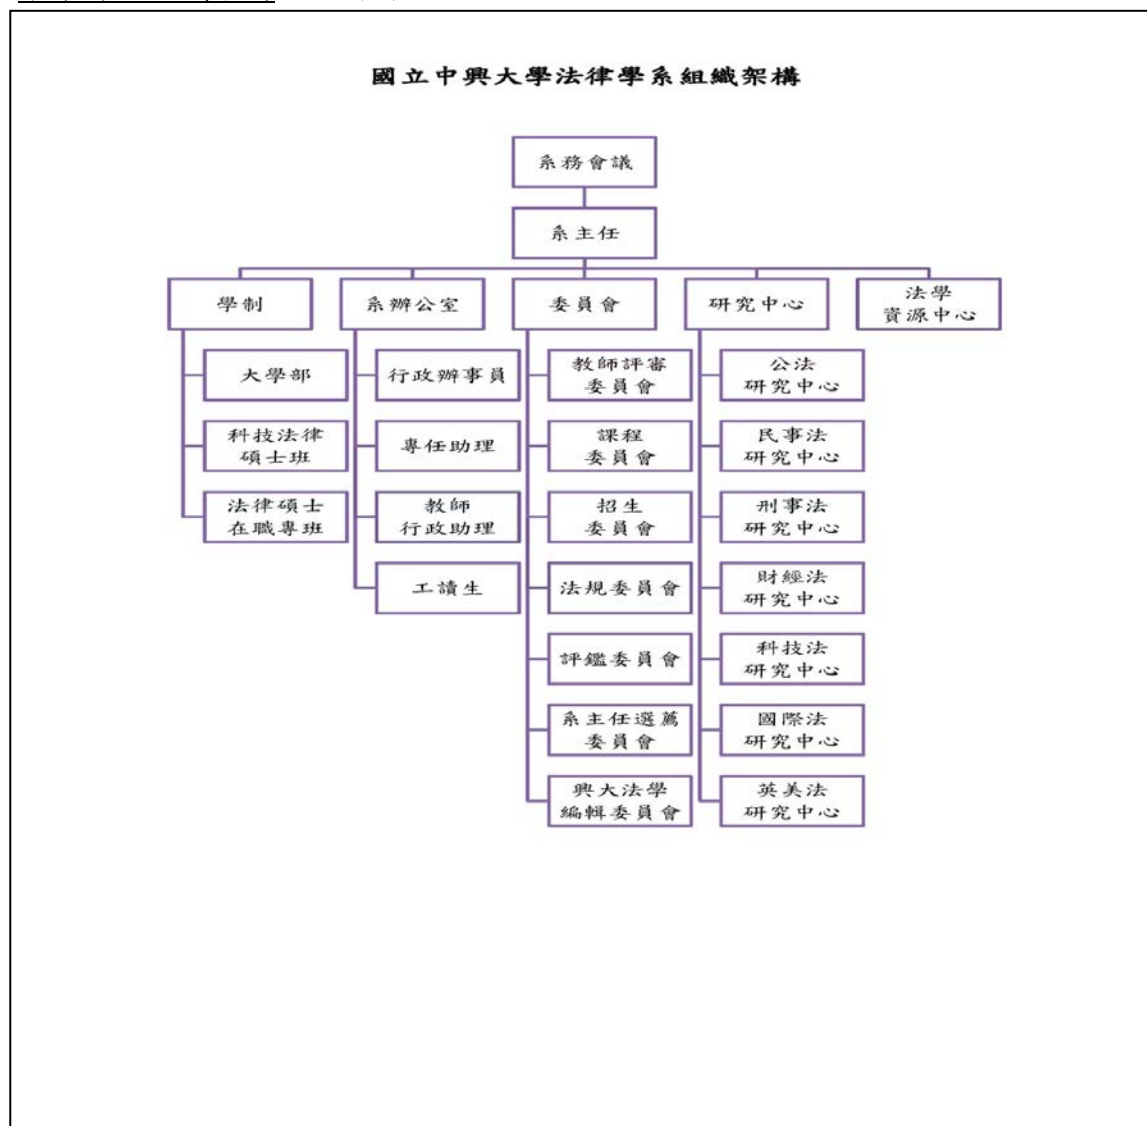 國立中興大學法律學系組織架構
系務會議
系主任
學制
系辦公室
委員會
研究中心
法學
資源中心
大學部
科技法律
碩士班
法律碩士
在職專班
行政辦事員
專任助理
教師
行政助理
工讀生
教師評審
委員會
課程
委員會
招生
委員會
法規委員會
評鑑委員會
系主任選薦
委員會
興大法學
編輯委員會
公法
研究中心
民事法
研究中心
刑事法
研究中心
財經法
研究中心
科技法
研究中心
國際法
研究中心
英美法
研究中心